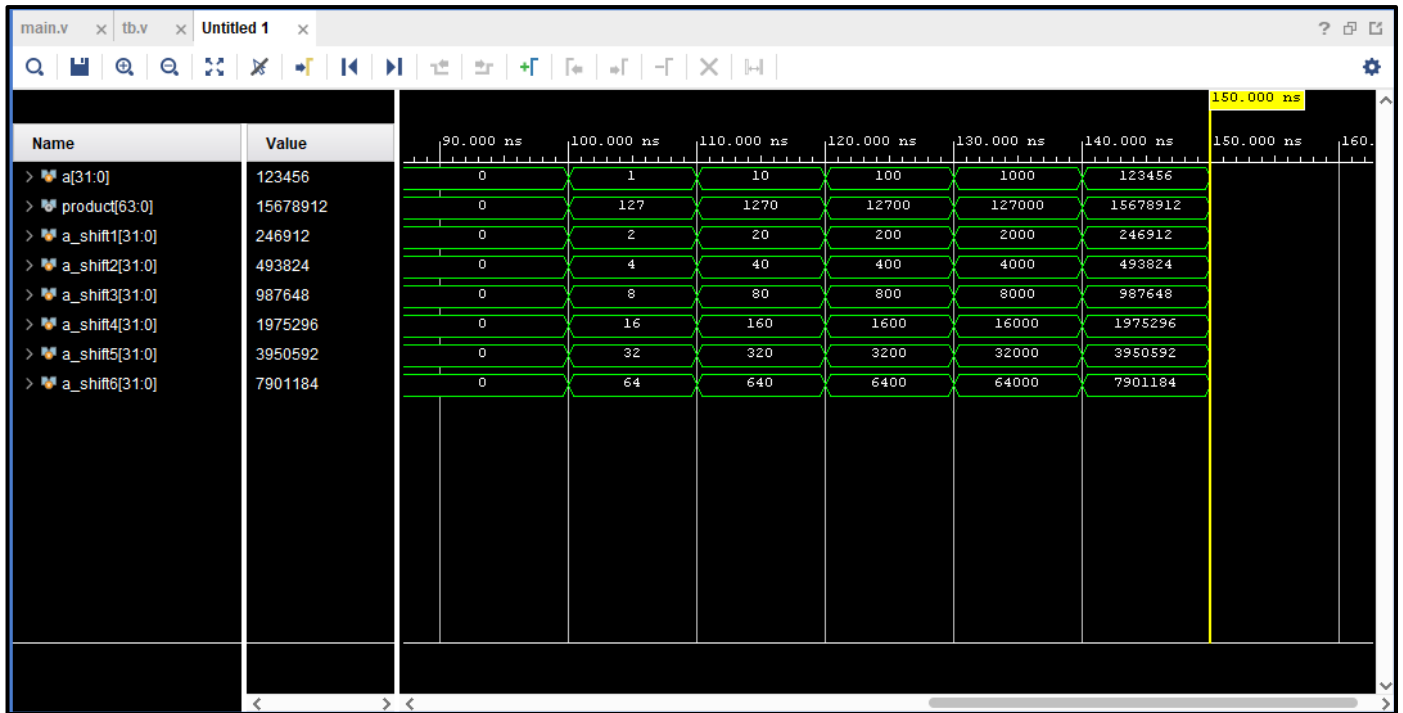 main.v × tb.v × Untitled 1 × ?
150.000 ns
Name Value 90.000 ns 100.000 ns 110.000 ns 120.000 ns 130.000 ns 140.000 ns 150.000 ns 160.
> a[31:0] 123456 0 1 10 100 1000 123456
> product[63:0] 15678912 0 127 1270 12700 127000 15678912
> a_shift1[31:0] 246912 0 2 20 200 2000 246912
> a_shift2[31:0] 493824 0 4 40 400 4000 493824
> a_shift3[31:0] 987648 0 8 80 800 8000 987648
> a_shift4[31:0] 1975296 0 16 160 1600 16000 1975296
> a_shift5[31:0] 3950592 0 32 320 3200 32000 3950592
> a_shift6[31:0] 7901184 0 64 640 6400 64000 7901184